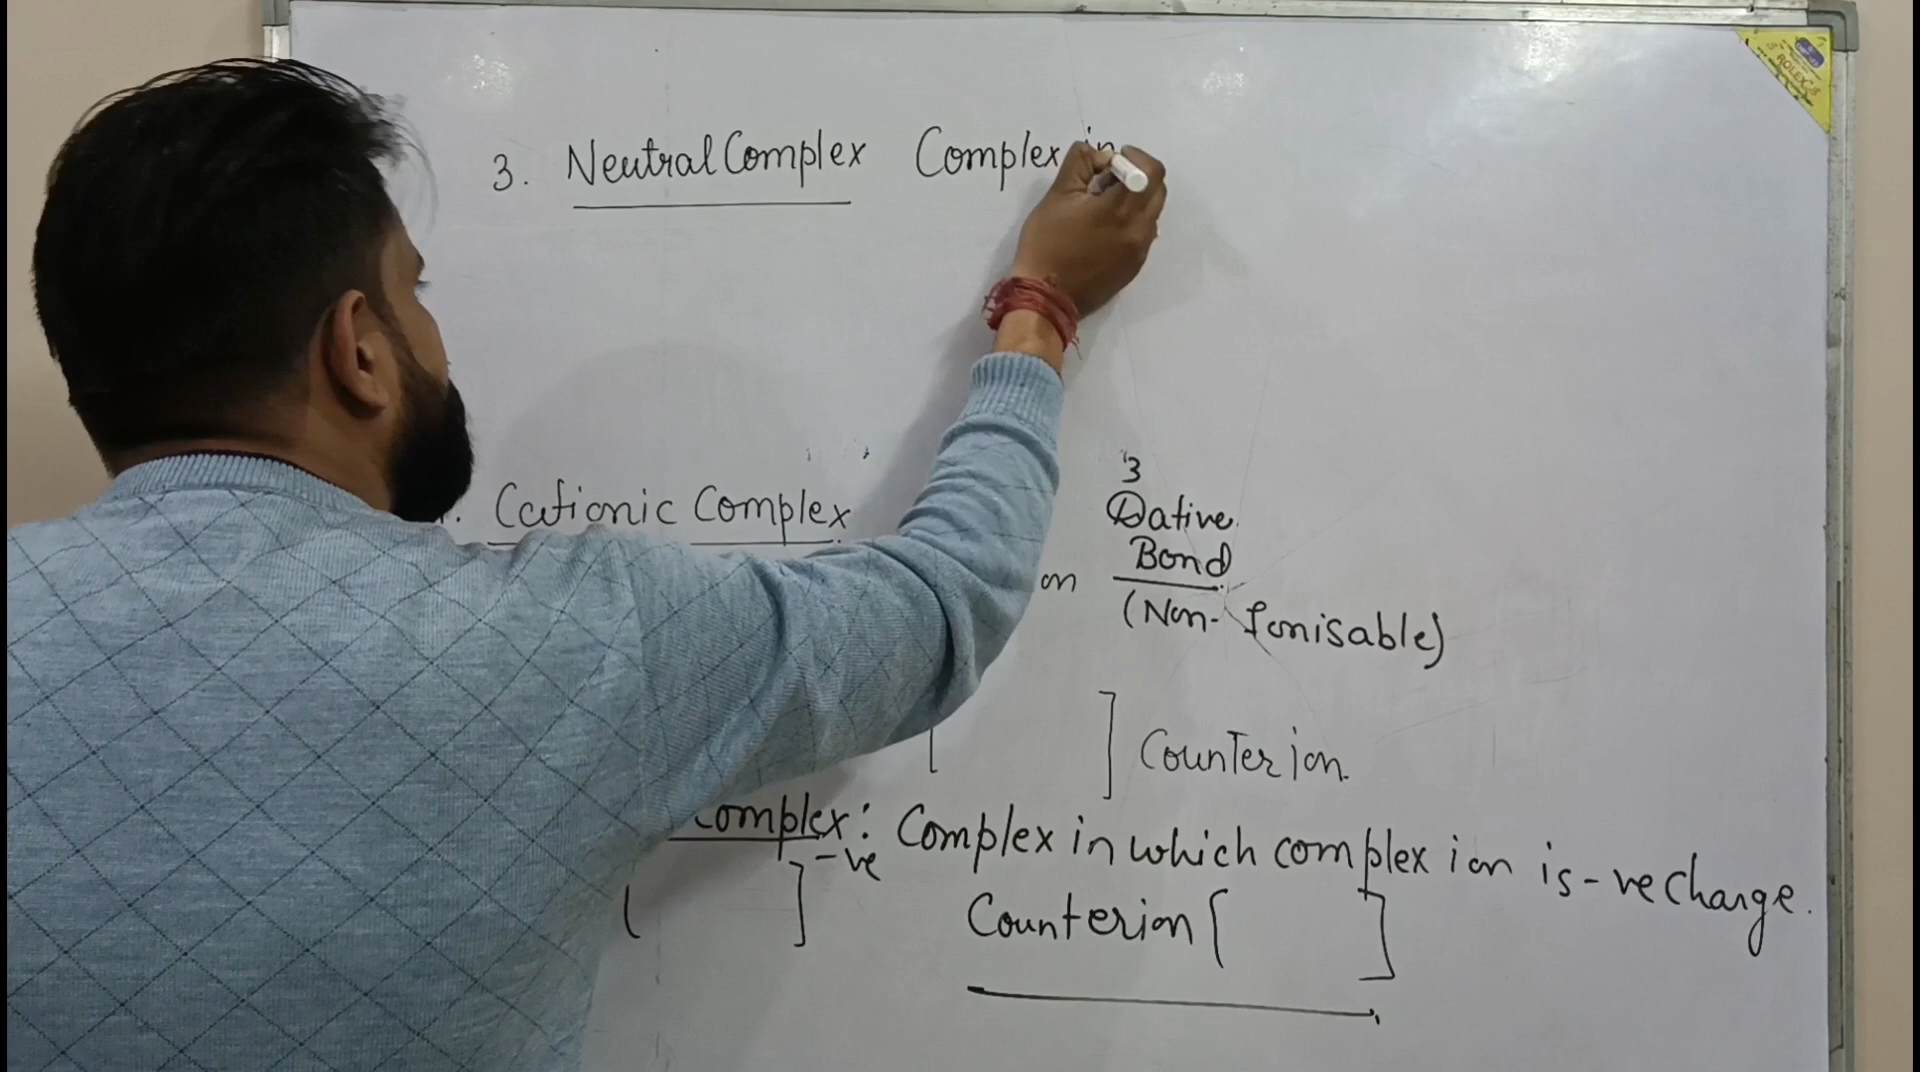 3. Neutral Complex Complex in
Cationic Complex
3
Dative
Bond
on
(Non-Ionisable)
[ ] Counter ion.
Complex: Complex in which complex ion is -ve charge.
[ ] -ve
Counterion [ ]
ROLEX